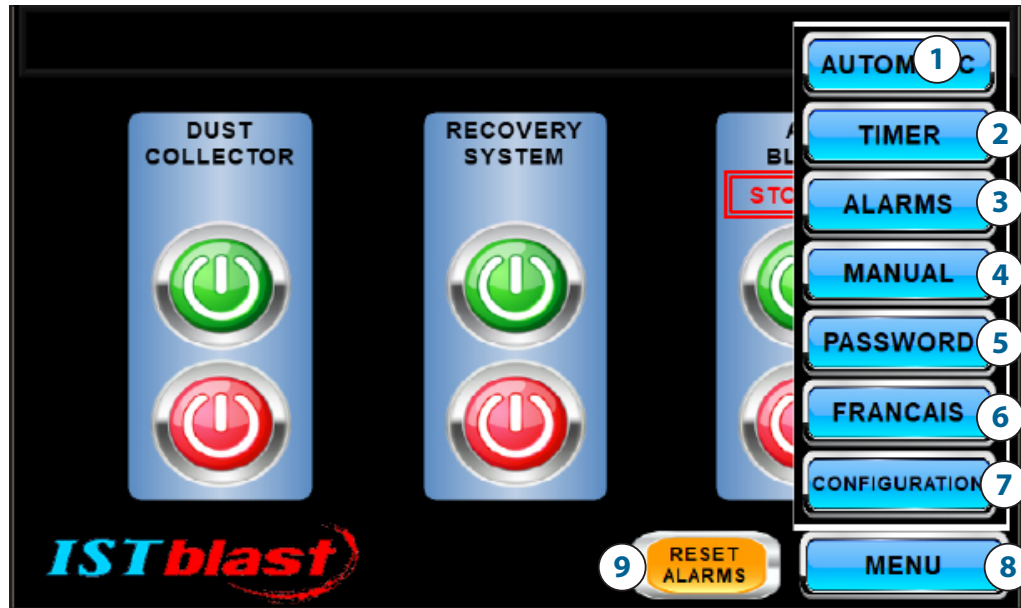 DUST
COLLECTOR
RECOVERY
SYSTEM
1
TIMER 2
ALARMS 3
MANUAL 4
PASSWORD 5
FRANCAIS 6
CONFIGURATION 7
ISTblast
9 RESET
ALARMS
MENU 8